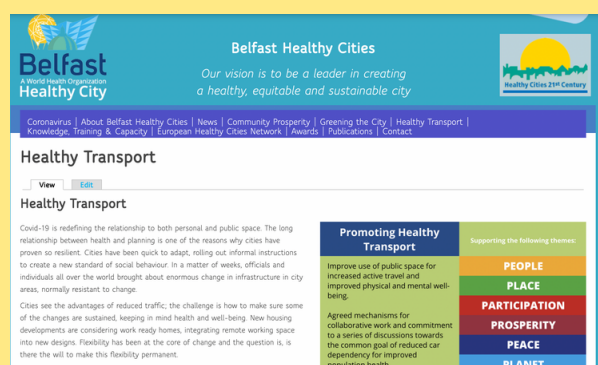 Belfast
A World Health Organization
Healthy City
Belfast Healthy Cities
Our vision is to be a leader in creating
a healthy, equitable and sustainable city
Healthy Cities 21st Century
Coronavirus | About Belfast Healthy Cities | News | Community Prosperity | Greening the City | Healthy Transport |
Knowledge, Training & Capacity | European Healthy Cities Network | Awards | Publications | Contact
Healthy Transport
View Edit
Healthy Transport
Covid-19 is redefining the relationship to both personal and public space. The long
relationship between health and planning is one of the reasons why cities have
proven so resilient. Cities have been quick to adapt, rolling out informal instructions
to create a new standard of social behaviour. In a matter of weeks, officials and
individuals all over the world brought about enormous change in infrastructure in city
areas, normally resistant to change.
Cities see the advantages of reduced traffic; the challenge is how to make sure some
of the changes are sustained, keeping in mind health and well-being. New housing
developments are considering work ready homes, integrating remote working space
into new designs. Flexibility has been at the core of change and the question is, is
there the will to make this flexibility permanent.
Promoting Healthy
Transport
Improve use of public space for
increased active travel and
improved physical and mental well-
being.
Agreed mechanisms for
collaborative work and commitment
to a series of discussions towards
the common goal of reduced car
dependency for improved
population health
Supporting the following themes:
PEOPLE
PLACE
PARTICIPATION
PROSPERITY
PEACE
PLANET